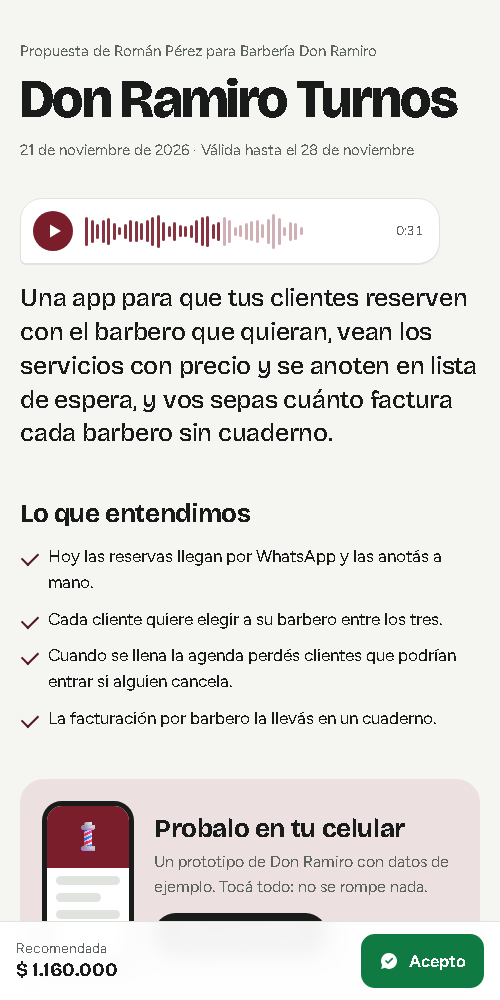 Propuesta de Román Pérez para Barbería Don Ramiro
Don Ramiro Turnos
21 de noviembre de 2026 · Válida hasta el 28 de noviembre
0:31
Una app para que tus clientes reserven
con el barbero que quieran, vean los
servicios con precio y se anoten en lista
de espera, y vos sepas cuánto factura
cada barbero sin cuaderno.
Lo que entendimos
Hoy las reservas llegan por WhatsApp y las anotás a
mano.
Cada cliente quiere elegir a su barbero entre los tres.
Cuando se llena la agenda perdés clientes que podrían
entrar si alguien cancela.
La facturación por barbero la llevás en un cuaderno.
Probalo en tu celular
Un prototipo de Don Ramiro con datos de
ejemplo. Tocá todo: no se rompe nada.
Recomendada
$ 1.160.000
Acepto